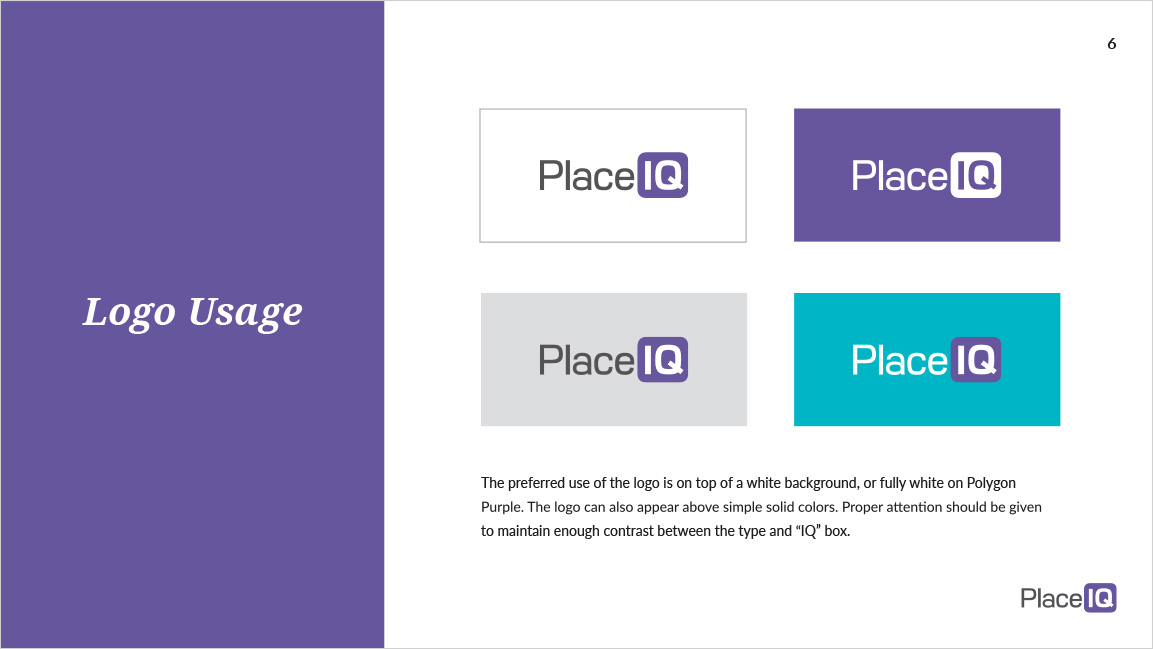 6
Logo Usage
PlaceIQ
PlaceIQ
PlaceIQ
PlaceIQ
The preferred use of the logo is on top of a white background, or fully white on Polygon
Purple. The logo can also appear above simple solid colors. Proper attention should be given
to maintain enough contrast between the type and “IQ” box.
PlaceIQ